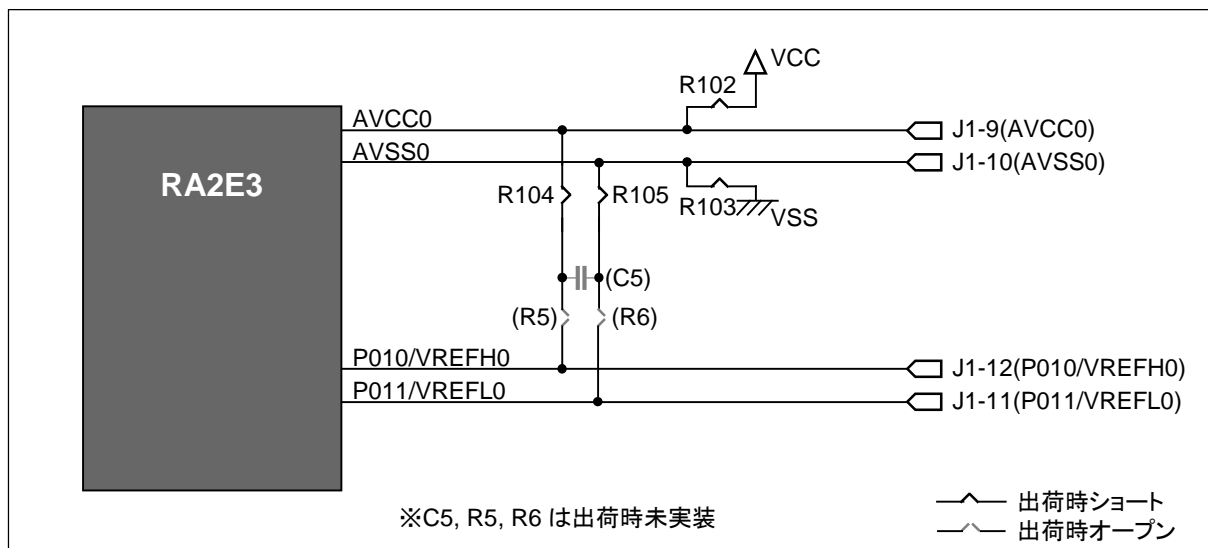 VCC
R102
AVCC0
J1-9(AVCC0)
AVSS0
J1-10(AVSS0)
RA2E3
R104
R105
R103
VSS
(C5)
(R5)
(R6)
P010/VREFH0
J1-12(P010/VREFH0)
P011/VREFL0
J1-11(P011/VREFL0)
※C5, R5, R6 は出荷時未実装
出荷時ショート
出荷時オープン